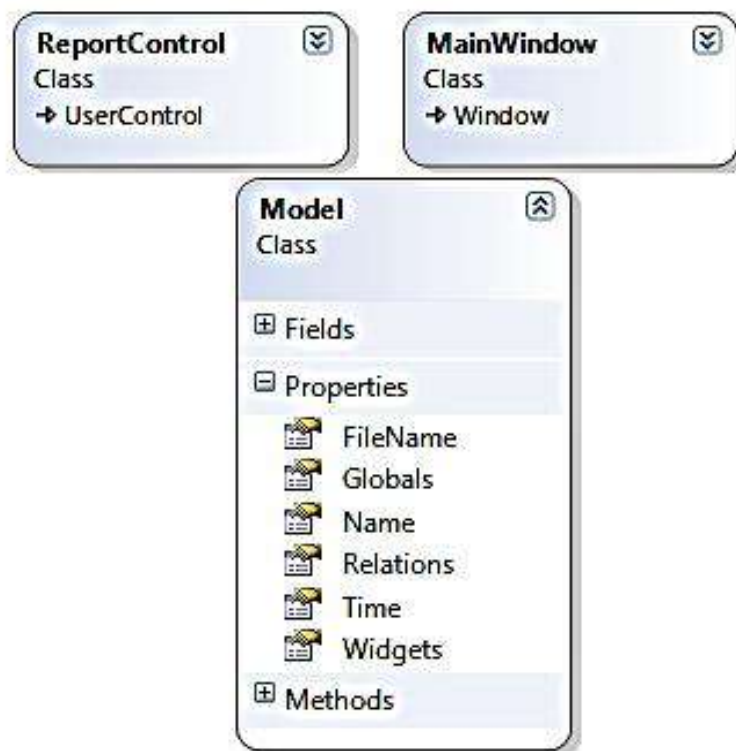 ReportControl
Class
UserControl
MainWindow
Class
Window
Model
Class
Fields
Properties
FileName
Globals
Name
Relations
Time
Widgets
Methods